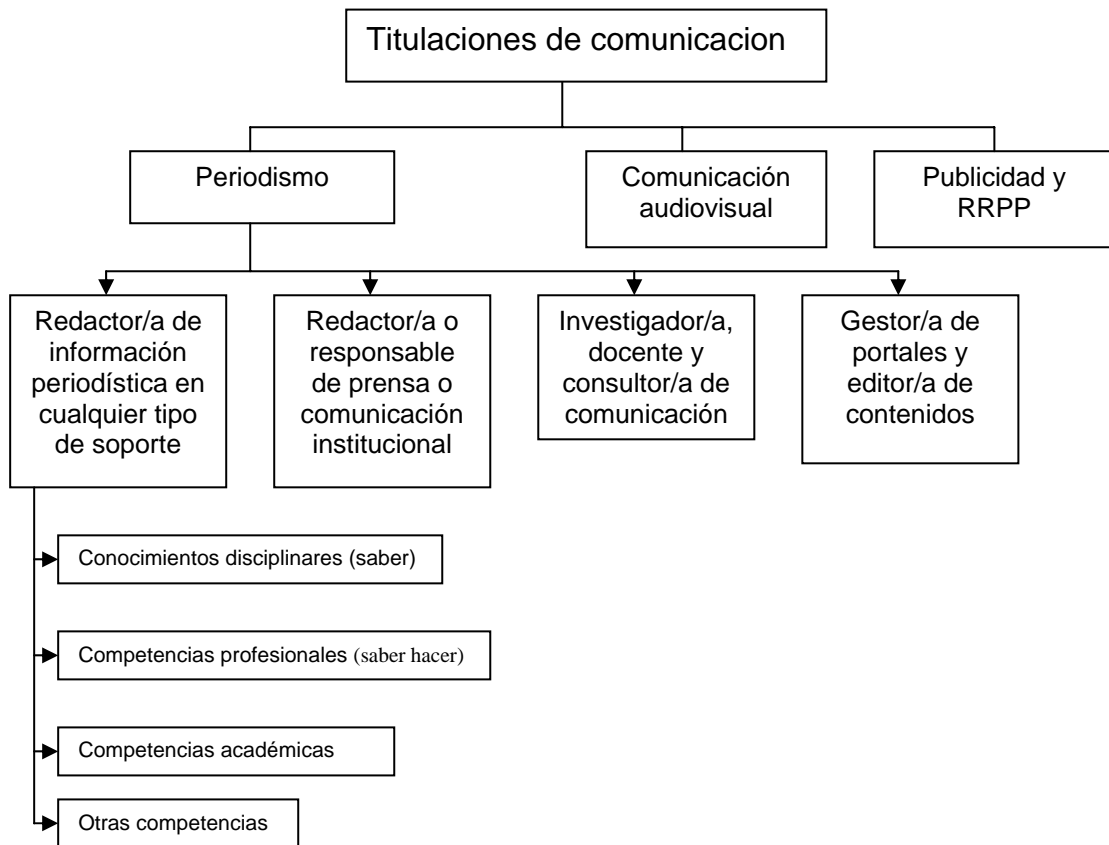 Titulaciones de comunicacion
Periodismo
Comunicación
audiovisual
Publicidad y
RRPP
Redactor/a de
información
periodística en
cualquier tipo
de soporte
Redactor/a o
responsable
de prensa o
comunicación
institucional
Investigador/a,
docente y
consultor/a de
comunicación
Gestor/a de
portales y
editor/a de
contenidos
Conocimientos disciplinares (saber)
Competencias profesionales (saber hacer)
Competencias académicas
Otras competencias